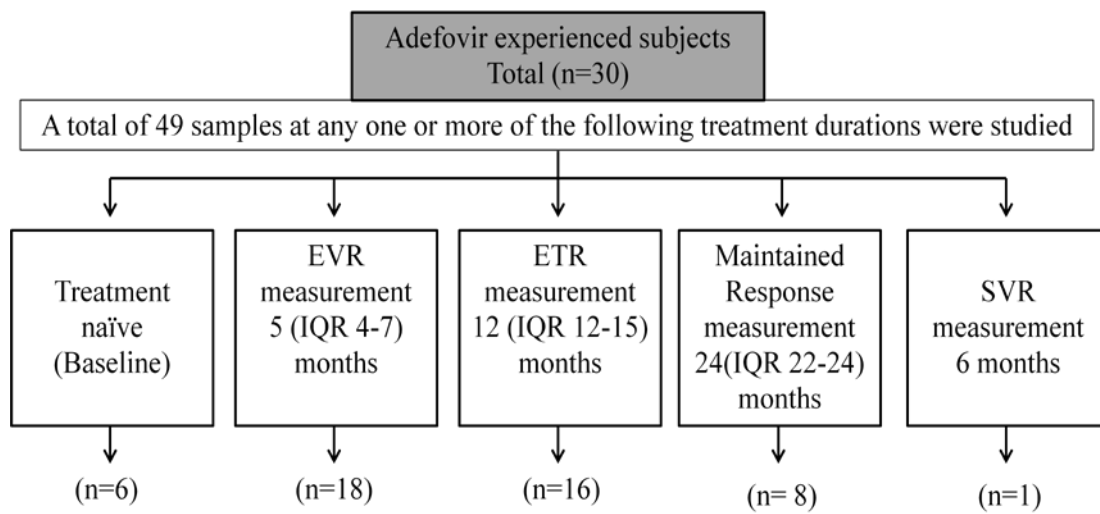 Adefovir experienced subjects
Total (n=30)
A total of 49 samples at any one or more of the following treatment durations were studied
Treatment
naïve
(Baseline)
EVR
measurement
5 (IQR 4-7)
months
ETR
measurement
12 (IQR 12-15)
months
Maintained
Response
measurement
24(IQR 22-24)
months
SVR
measurement
6 months
(n=6)
(n=18)
(n=16)
(n= 8)
(n=1)